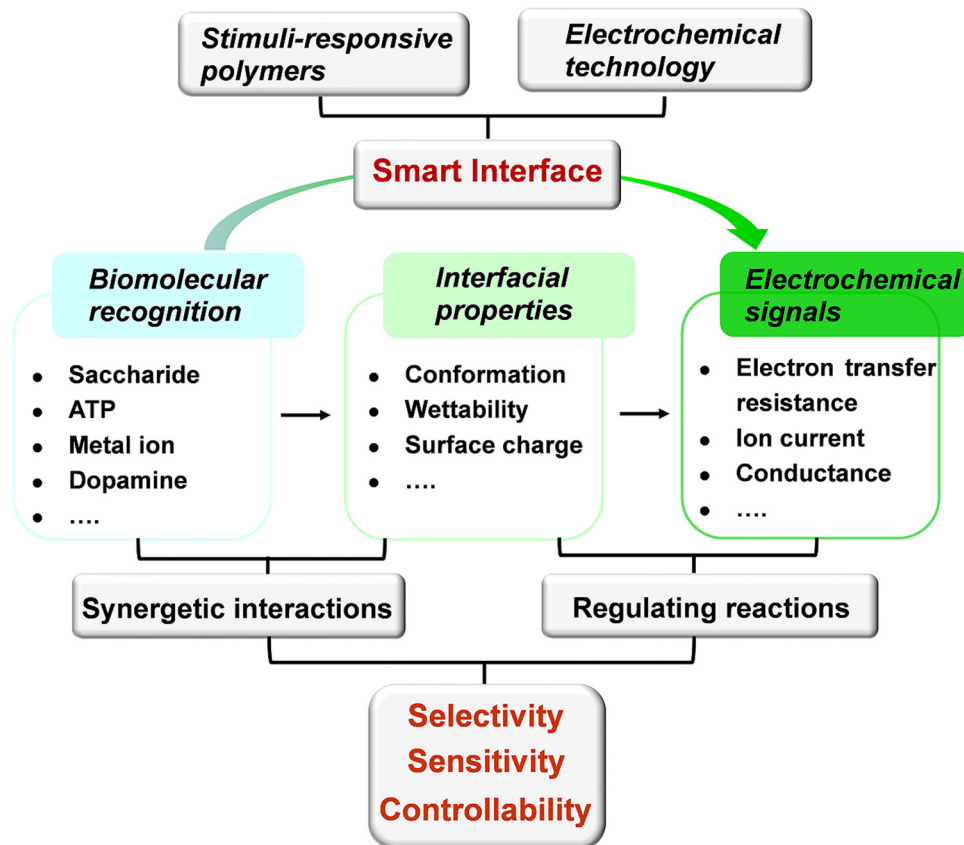 Stimuli-responsive
polymers
Electrochemical
technology
Smart Interface
Biomolecular
recognition
• Saccharide
• ATP
• Metal ion
• Dopamine
• ....
Interfacial
properties
• Conformation
• Wettability
• Surface charge
• ....
Electrochemical
signals
• Electron transfer
resistance
• Ion current
• Conductance
• ....
Synergetic interactions
Regulating reactions
Selectivity
Sensitivity
Controllability